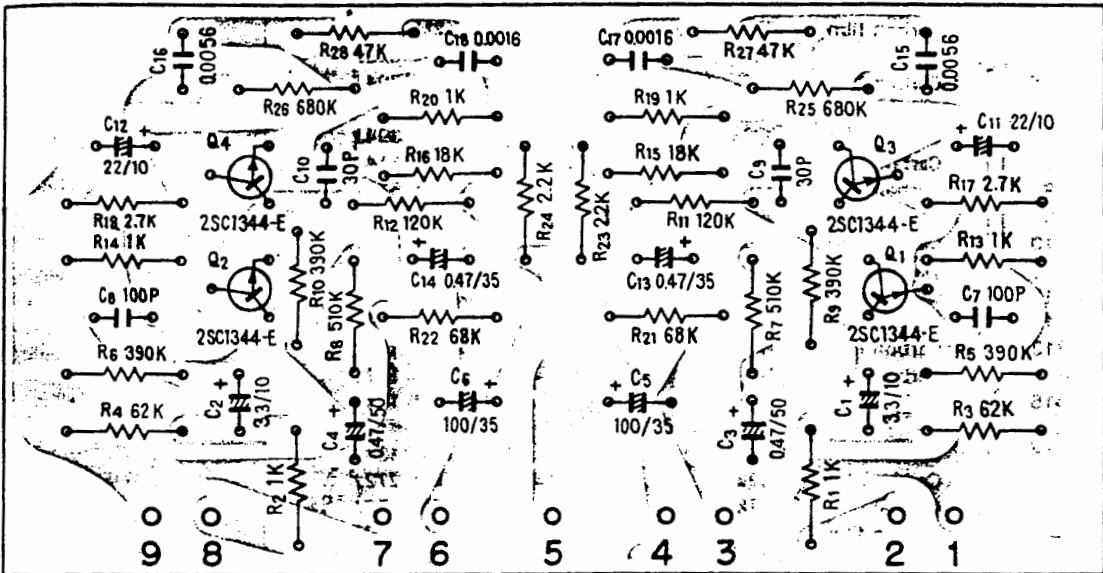 C16 0.0056
R28 47K
C18 0.0016
C17 0.0016
R27 47K
C15 0.0056
R26 680K
R20 1K
R19 1K
R25 680K
C12 +
22/10
Q4
C10 30P
R16 18K
R15 18K
C9 30P
Q3
+ C11 22/10
R18 2.7K
2SC1344-E
R12 120K
R24 2.2K
R23 2.2K
R11 120K
2SC1344-E
R17 2.7K
R14 1K
Q2
R10 390K
+
C14 0.47/35
+
C13 0.47/35
R9 390K
Q1
R13 1K
C8 100P
2SC1344-E
R8 510K
R22 68K
R21 68K
R7 510K
2SC1344-E
C7 100P
R6 390K
C6 +
100/35
+ C5
100/35
R5 390K
R4 62K
C2 + 3.3/10
C4 + 0.47/50
C3 + 0.47/50
C1 + 3.3/10
R3 62K
R2 1K
R1 1K
9 8 7 6 5 4 3 2 1